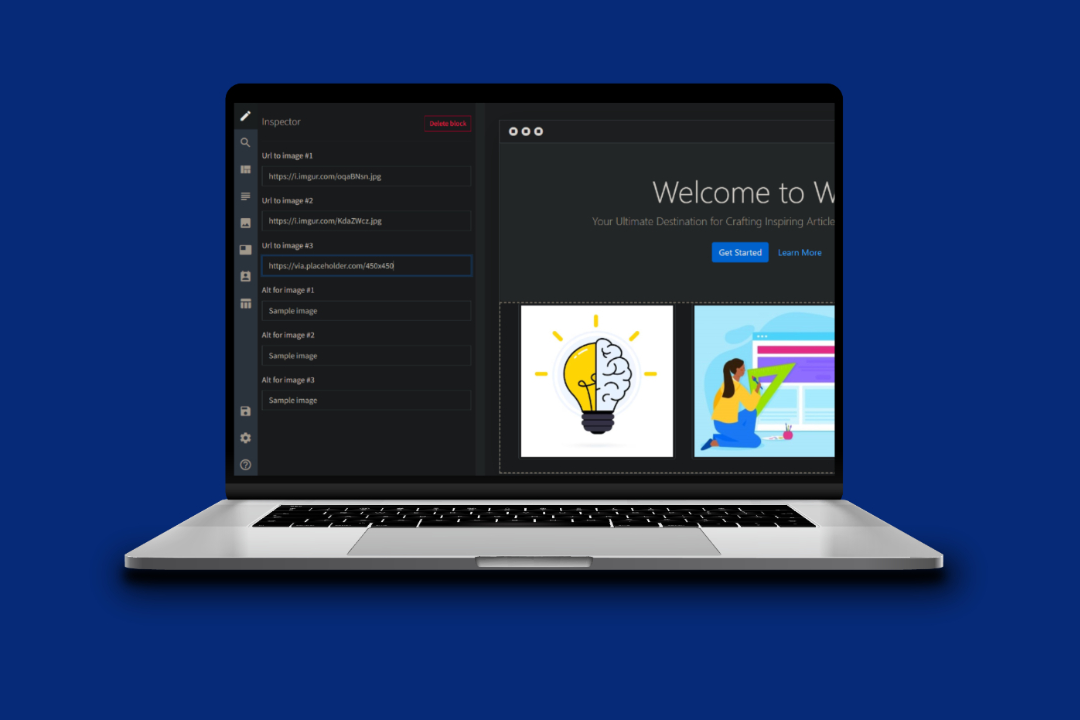 Inspector
Delete block
Url to image #1
https://i.imgur.com/oqaBNsn.jpg
Url to image #2
https://i.imgur.com/KdaZWcz.jpg
Url to image #3
https://via.placeholder.com/450x450
Alt for image #1
Sample image
Alt for image #2
Sample image
Alt for image #3
Sample image
Welcome to W
Your Ultimate Destination for Crafting Inspiring Article
Get Started
Learn More